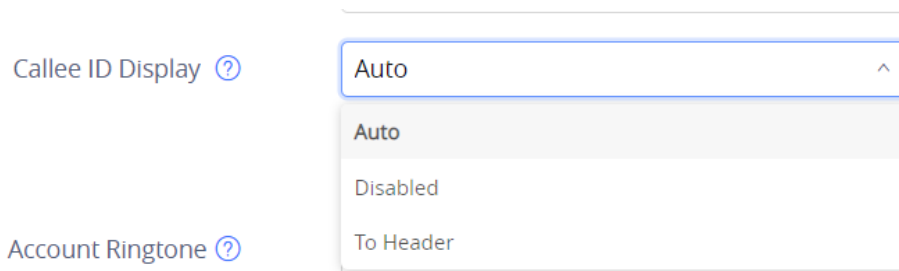 Callee ID Display ?
Auto
Auto
Disabled
To Header
Account Ringtone ?